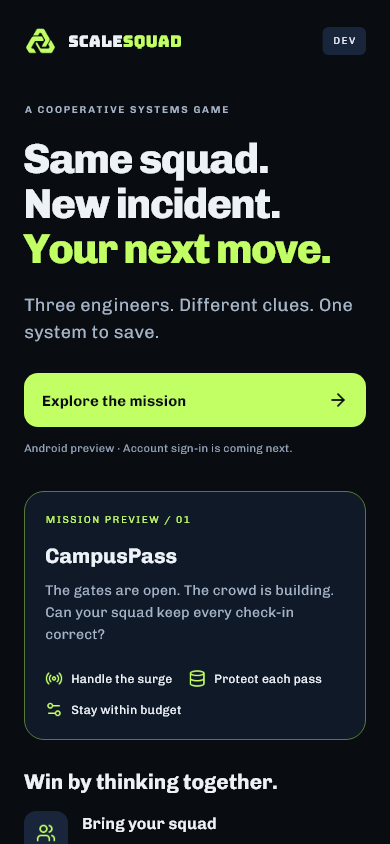 SCALESQUAD
DEV
A COOPERATIVE SYSTEMS GAME
Same squad.
New incident.
Your next move.
Three engineers. Different clues. One
system to save.
Explore the mission
Android preview · Account sign-in is coming next.
MISSION PREVIEW / 01
CampusPass
The gates are open. The crowd is building.
Can your squad keep every check-in
correct?
Handle the surge
Protect each pass
Stay within budget
Win by thinking together.
Bring your squad